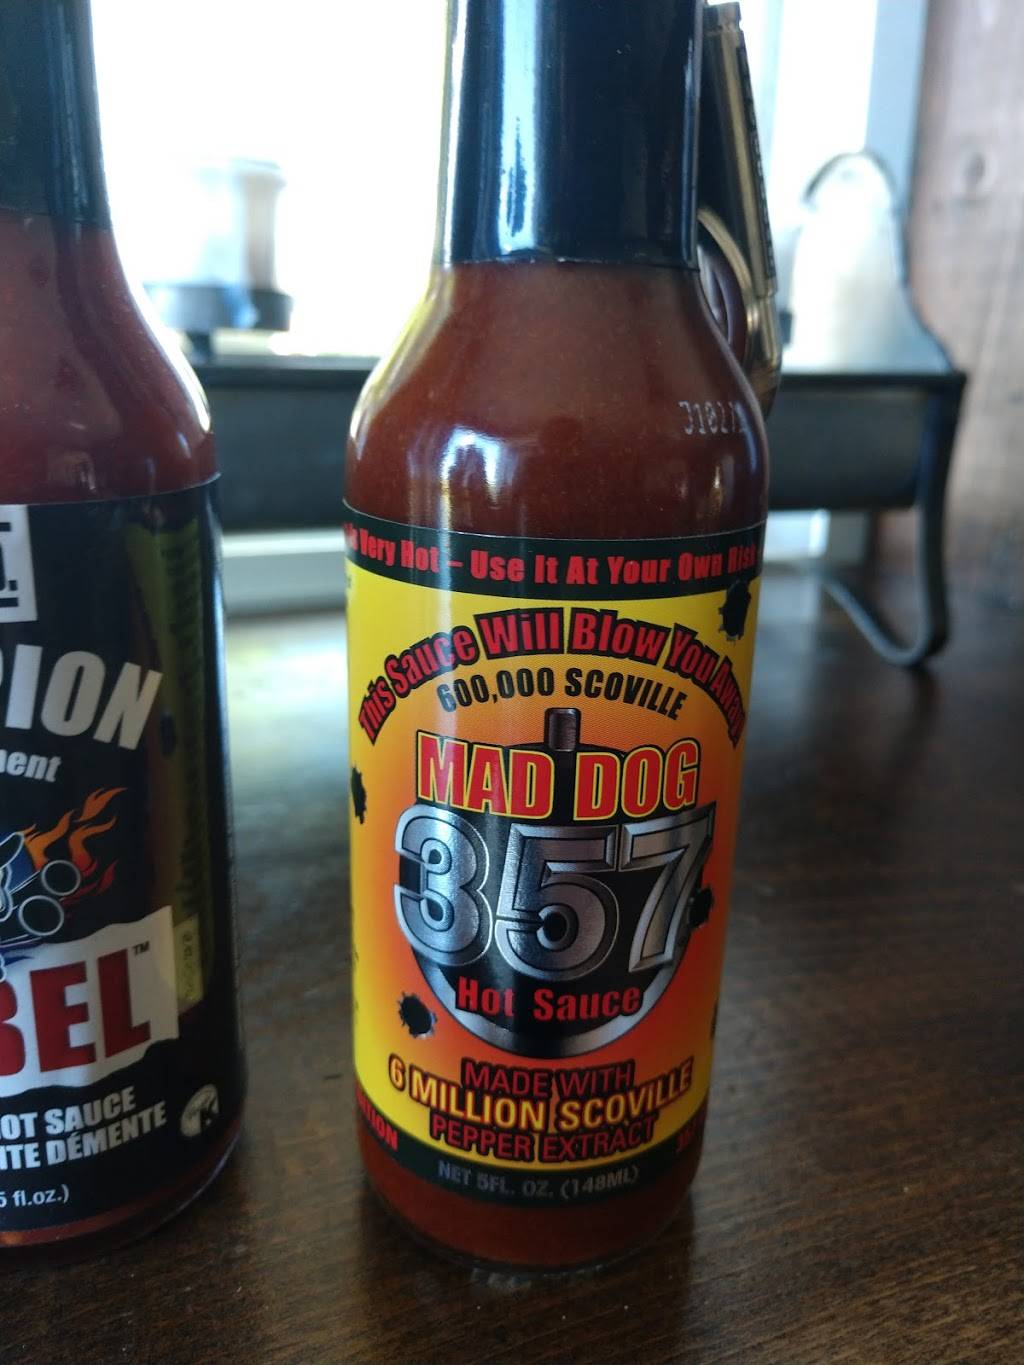 Very Hot – Use It At Your Own Risk
This Sauce Will Blow You Away!
600,000 SCOVILLE
MAD DOG
357
Hot Sauce
MADE WITH
6 MILLION SCOVILLE
PEPPER EXTRACT
NET 5FL. OZ. (148ML)
PION
ent
BEL™
OT SAUCE
ITE DÉMENTE
5 fl.oz.)